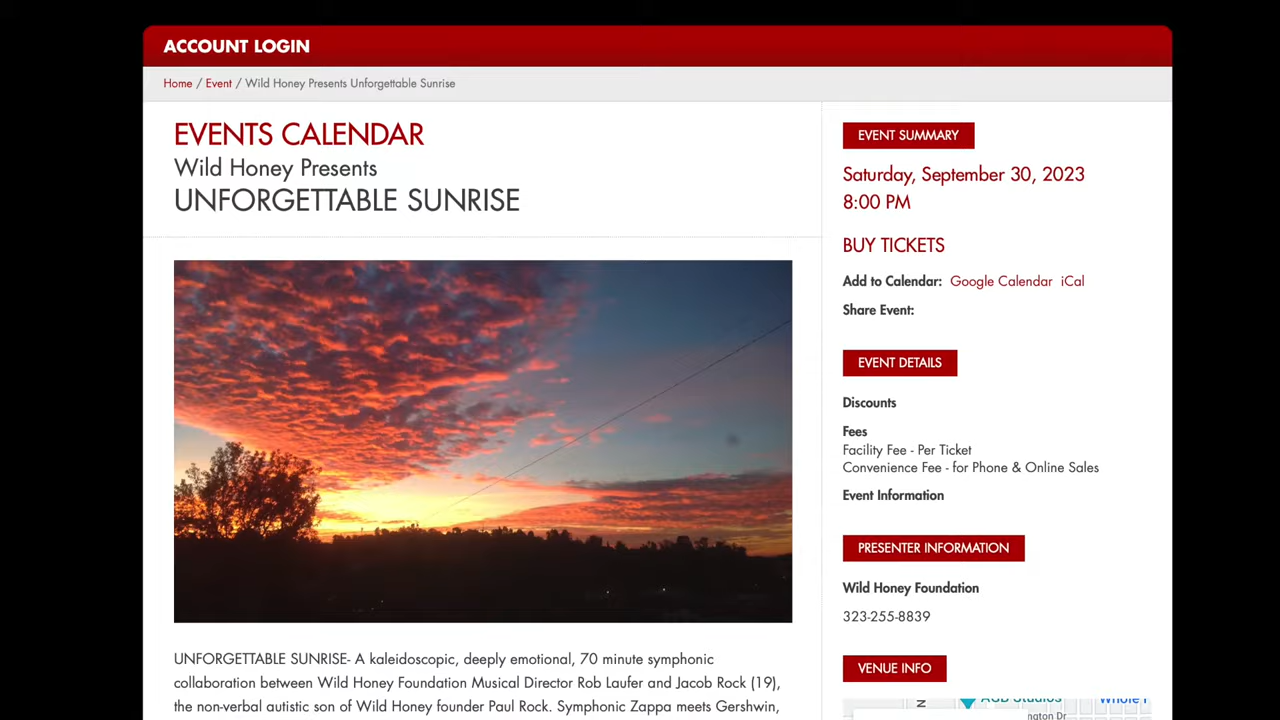 ACCOUNT LOGIN
Home / Event / Wild Honey Presents Unforgettable Sunrise
EVENTS CALENDAR
Wild Honey Presents
UNFORGETTABLE SUNRISE
UNFORGETTABLE SUNRISE- A kaleidoscopic, deeply emotional, 70 minute symphonic
collaboration between Wild Honey Foundation Musical Director Rob Laufer and Jacob Rock (19),
the non-verbal autistic son of Wild Honey founder Paul Rock. Symphonic Zappa meets Gershwin,
EVENT SUMMARY
Saturday, September 30, 2023
8:00 PM
BUY TICKETS
Add to Calendar: Google Calendar iCal
Share Event:
EVENT DETAILS
Discounts
Fees
Facility Fee - Per Ticket
Convenience Fee - for Phone & Online Sales
Event Information
PRESENTER INFORMATION
Wild Honey Foundation
323-255-8839
VENUE INFO
Studios
Whole
ngton Dr